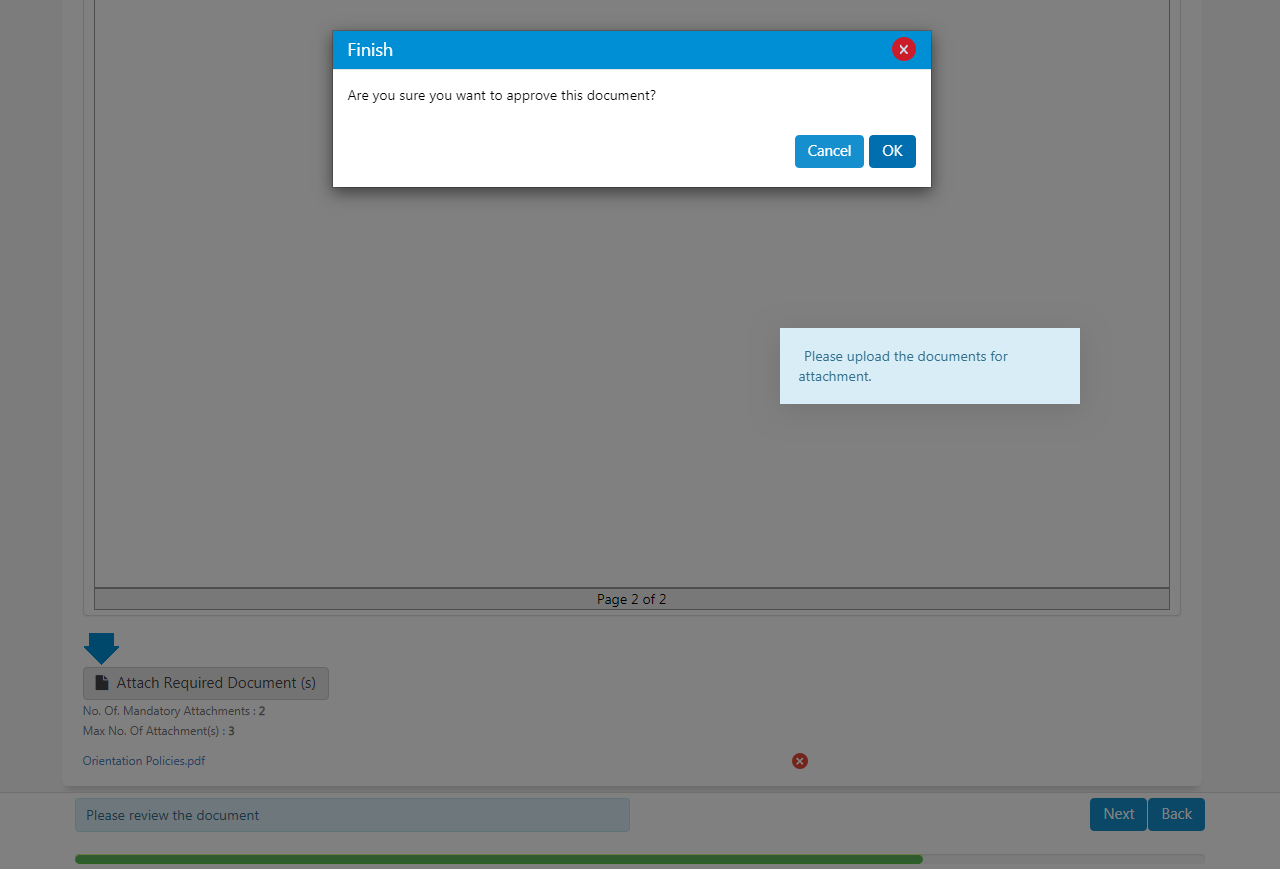 Finish
Are you sure you want to approve this document?
Cancel OK
Please upload the documents for
attachment.
Page 2 of 2
Attach Required Document (s)
No. Of. Mandatory Attachments : 2
Max No. Of Attachment(s) : 3
Orientation Policies.pdf
Please review the document
Next Back